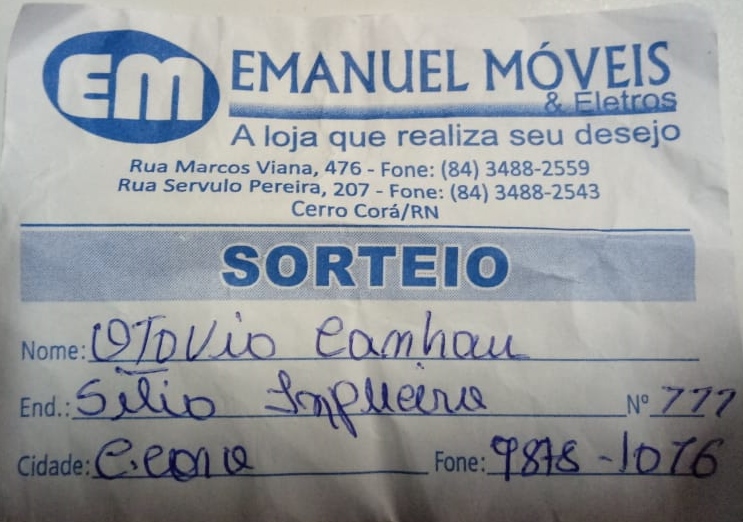 EM EMANUEL MÓVEIS
& Eletros
A loja que realiza seu desejo
Rua Marcos Viana, 476 - Fone: (84) 3488-2559
Rua Servulo Pereira, 207 - Fone: (84) 3488-2543
Cerro Corá/RN
SORTEIO
Nome: OTOVio
End.: Silio Nº 777
Cidade: C.cora Fone: 9878-1076